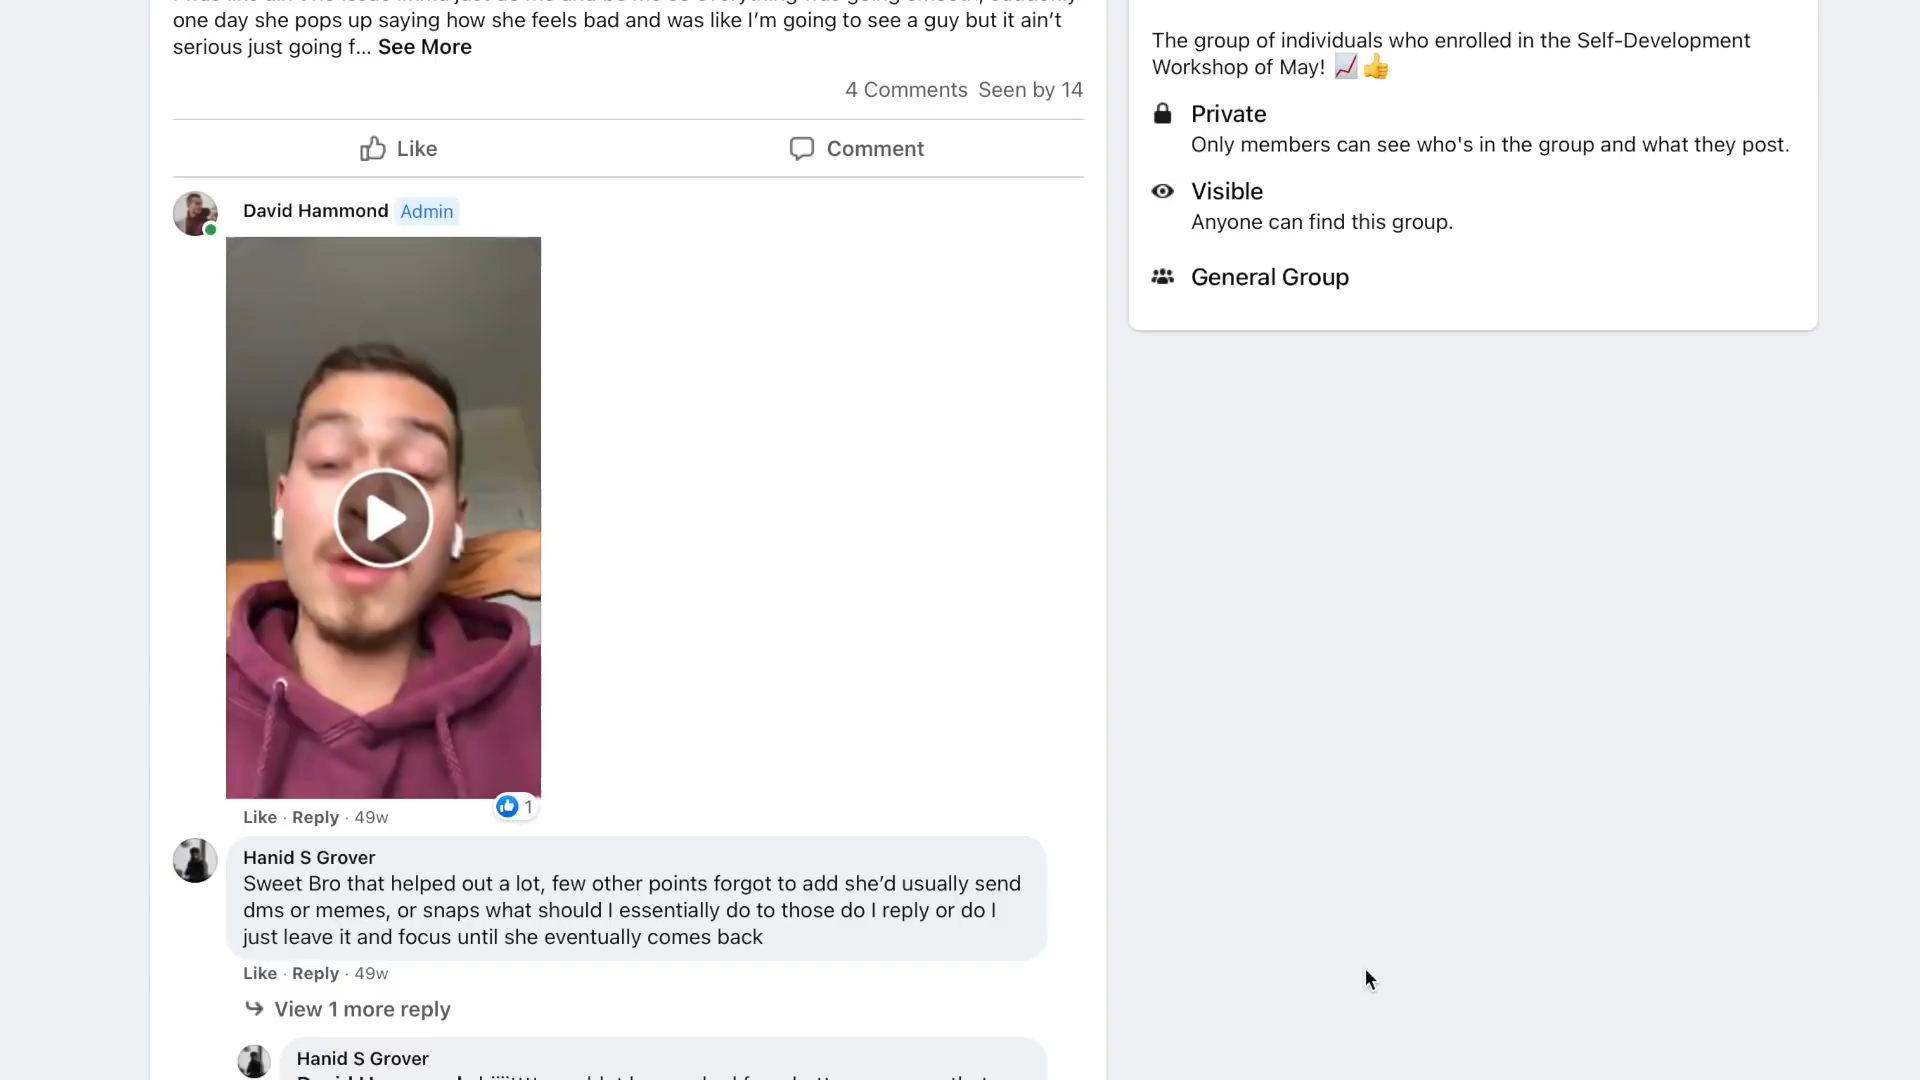 one day she pops up saying how she feels bad and was like I'm going to see a guy but it ain't
serious just going f... See More
4 Comments Seen by 14
Like Comment
David Hammond Admin
1
Like · Reply · 49w
Hanid S Grover
Sweet Bro that helped out a lot, few other points forgot to add she'd usually send
dms or memes, or snaps what should I essentially do to those do I reply or do I
just leave it and focus until she eventually comes back
Like · Reply · 49w
View 1 more reply
Hanid S Grover
The group of individuals who enrolled in the Self-Development
Workshop of May! 📈👍
Private
Only members can see who's in the group and what they post.
Visible
Anyone can find this group.
General Group